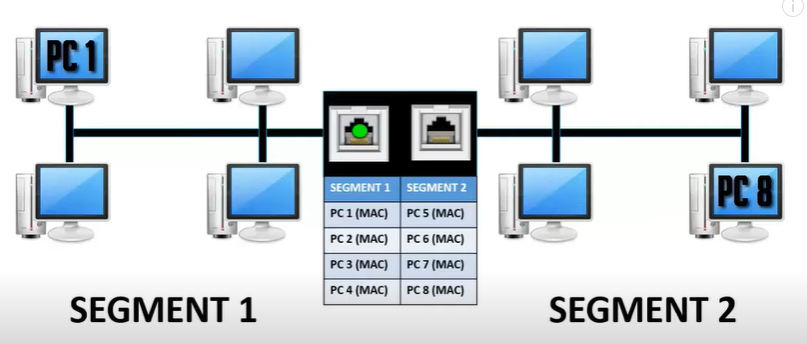 PC 1
SEGMENT 1 SEGMENT 2
PC 1 (MAC) PC 5 (MAC)
PC 2 (MAC) PC 6 (MAC)
PC 3 (MAC) PC 7 (MAC)
PC 4 (MAC) PC 8 (MAC)
PC 8
SEGMENT 1
SEGMENT 2